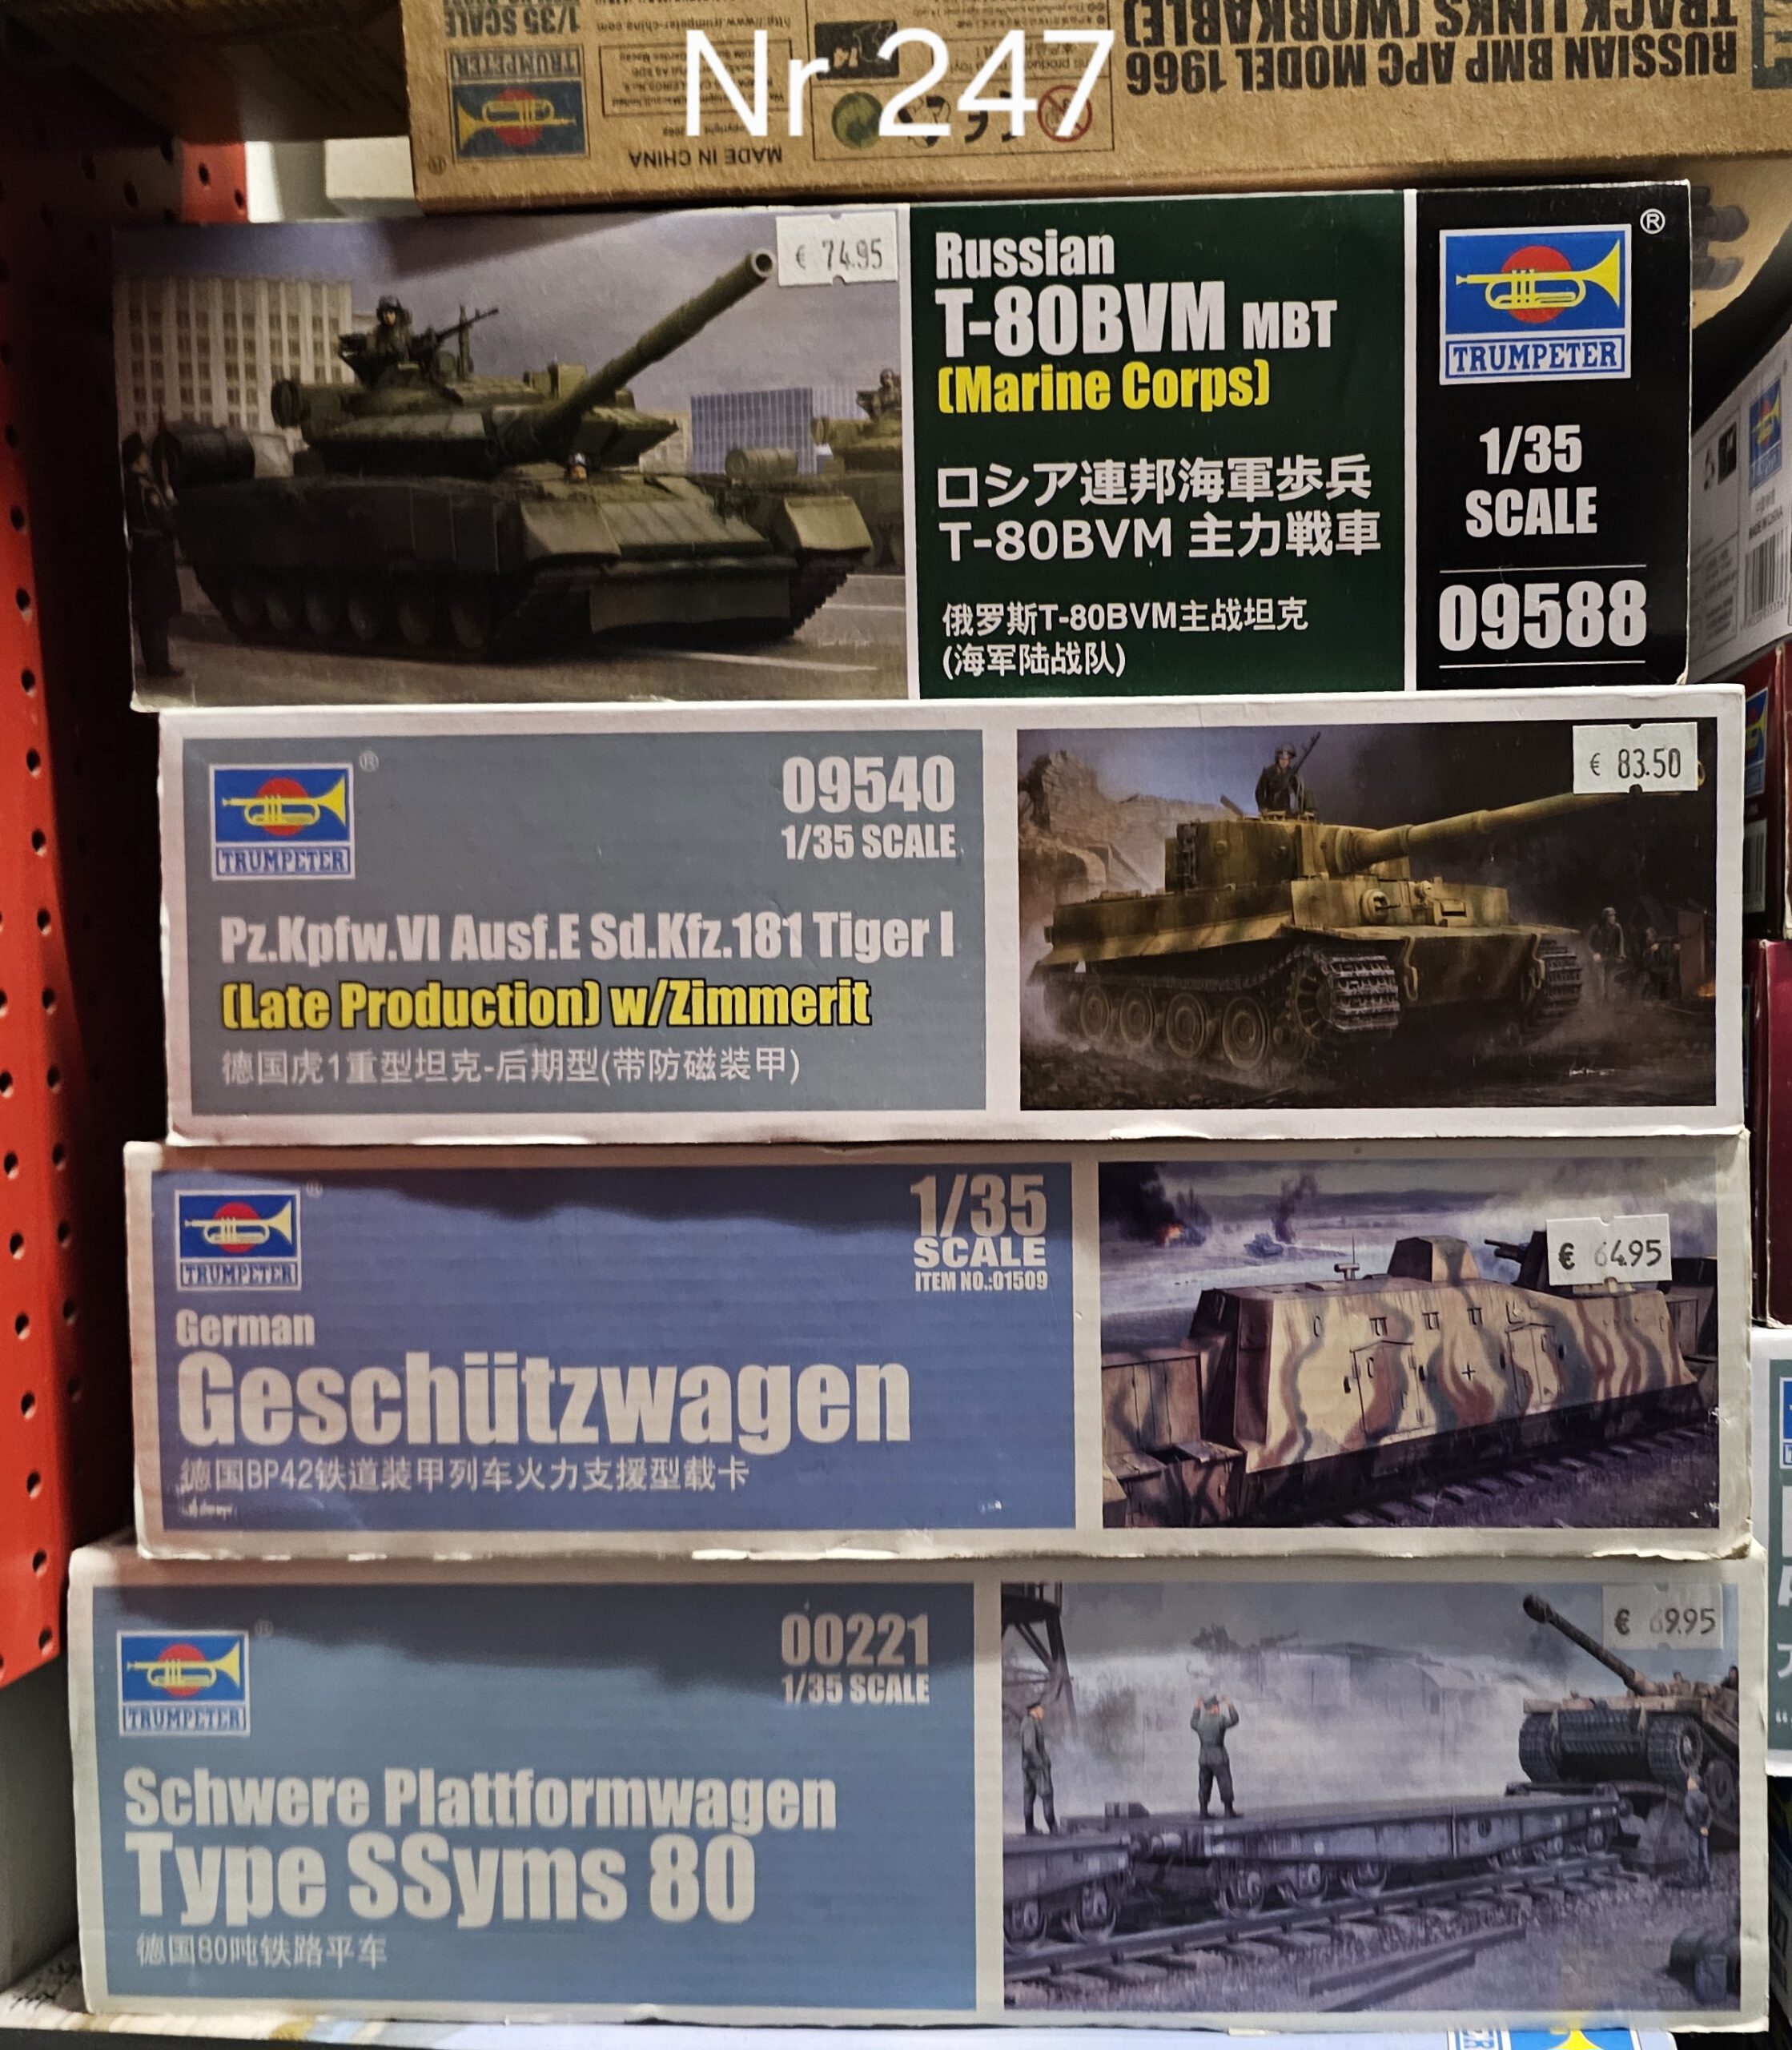 Nr 247
RUSSIAN BMP APC MODEL 1966
TRACK LINKS (WORKABLE)
MADE IN CHINA
TRUMPETER
1/35 SCALE
€ 74.95
Russian
T-80BVM MBT
(Marine Corps)
ロシア連邦海軍歩兵
T-80BVM 主力戦車
俄罗斯T-80BVM主战坦克
(海军陆战队)
®
TRUMPETER
1/35
SCALE
09588
®
TRUMPETER
09540
1/35 SCALE
Pz.Kpfw.VI Ausf.E Sd.Kfz.181 Tiger I
(Late Production) w/Zimmerit
德国虎1重型坦克-后期型(带防磁装甲)
€ 83.50
®
TRUMPETER
1/35
SCALE
ITEM NO.:01509
German
Geschützwagen
德国BP42铁道装甲列车火力支援型载卡
€ 64.95
®
TRUMPETER
00221
1/35 SCALE
Schwere Plattformwagen
Type SSyms 80
德国80吨铁路平车
€ 69.95